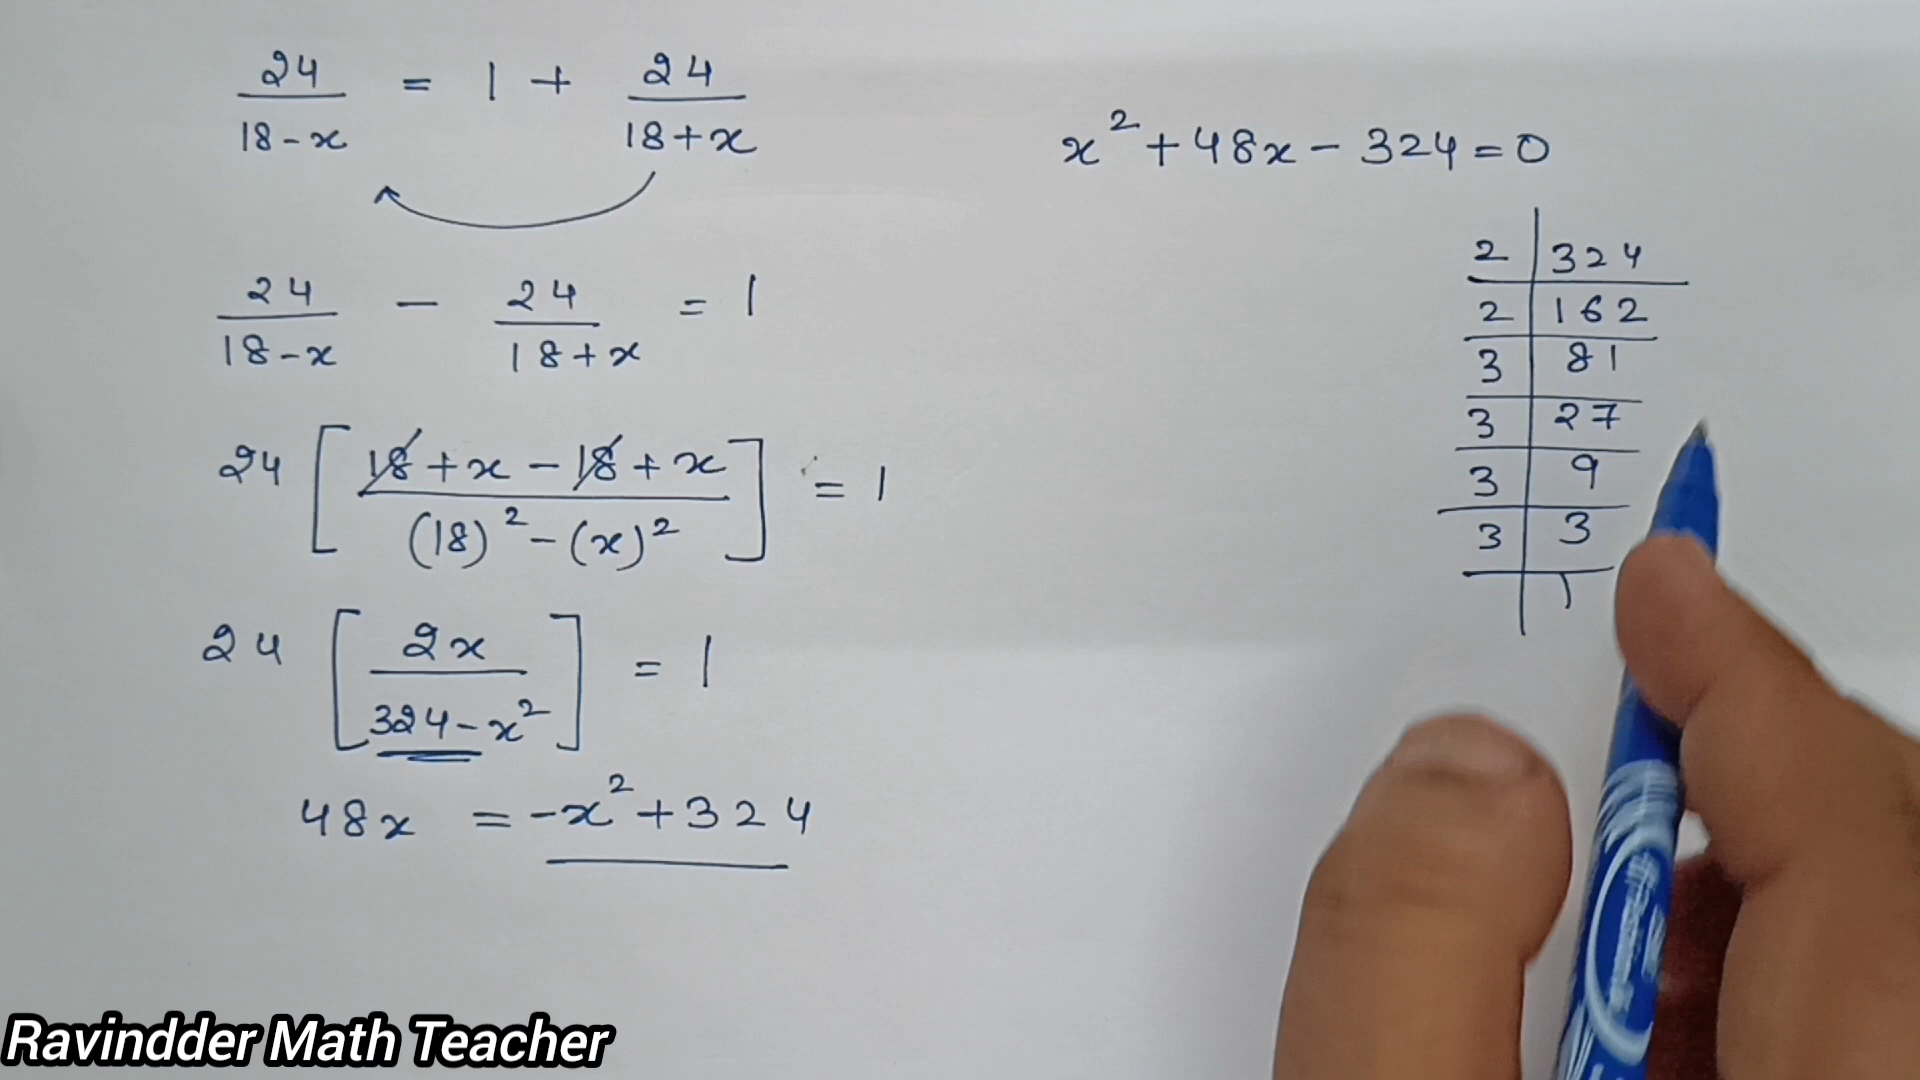 24/(18-x) = 1 + 24/(18+x)
24/(18-x) - 24/(18+x) = 1
24 [ (18+x-18+x)/((18)²-(x)²) ] = 1
24 [ 2x/(324-x²) ] = 1
48x = -x²+324
x²+48x-324=0
2 | 324
2 | 162
3 | 81
3 | 27
3 | 9
3 | 3
| 1
Ravindder Math Teacher